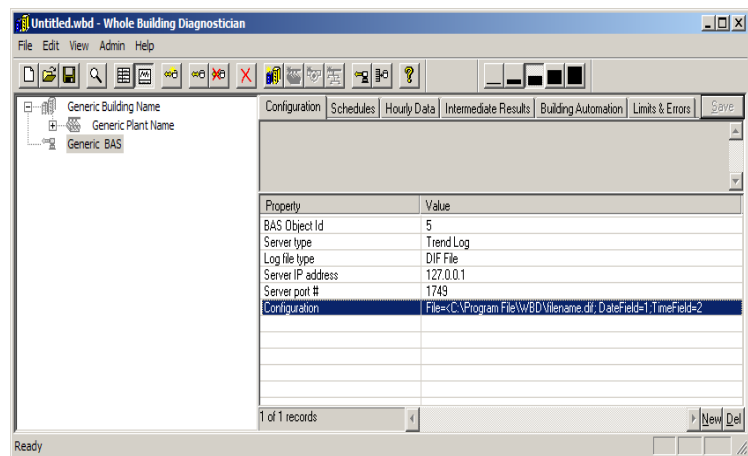 Untitled.wbd - Whole Building Diagnostician
File Edit View Admin Help
Generic Building Name
Generic Plant Name
Generic BAS
Configuration Schedules Hourly Data Intermediate Results Building Automation Limits & Errors Save
Property Value
BAS Object Id 5
Server type Trend Log
Log file type DIF File
Server IP address 127.0.0.1
Server port # 1749
Configuration File=<C:\Program File\WBD\filename.dif; DateField=1;TimeField=2
1 of 1 records New Del
Ready